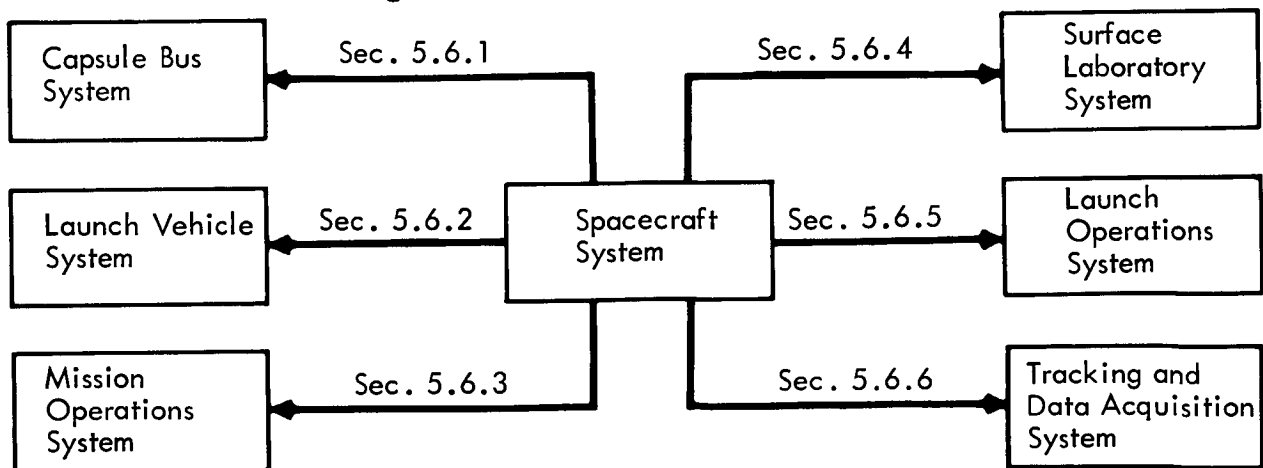 Capsule Bus
System
Sec. 5.6.1
Sec. 5.6.4
Surface
Laboratory
System
Launch Vehicle
System
Sec. 5.6.2
Spacecraft
System
Sec. 5.6.5
Launch
Operations
System
Mission
Operations
System
Sec. 5.6.3
Sec. 5.6.6
Tracking and
Data Acquisition
System